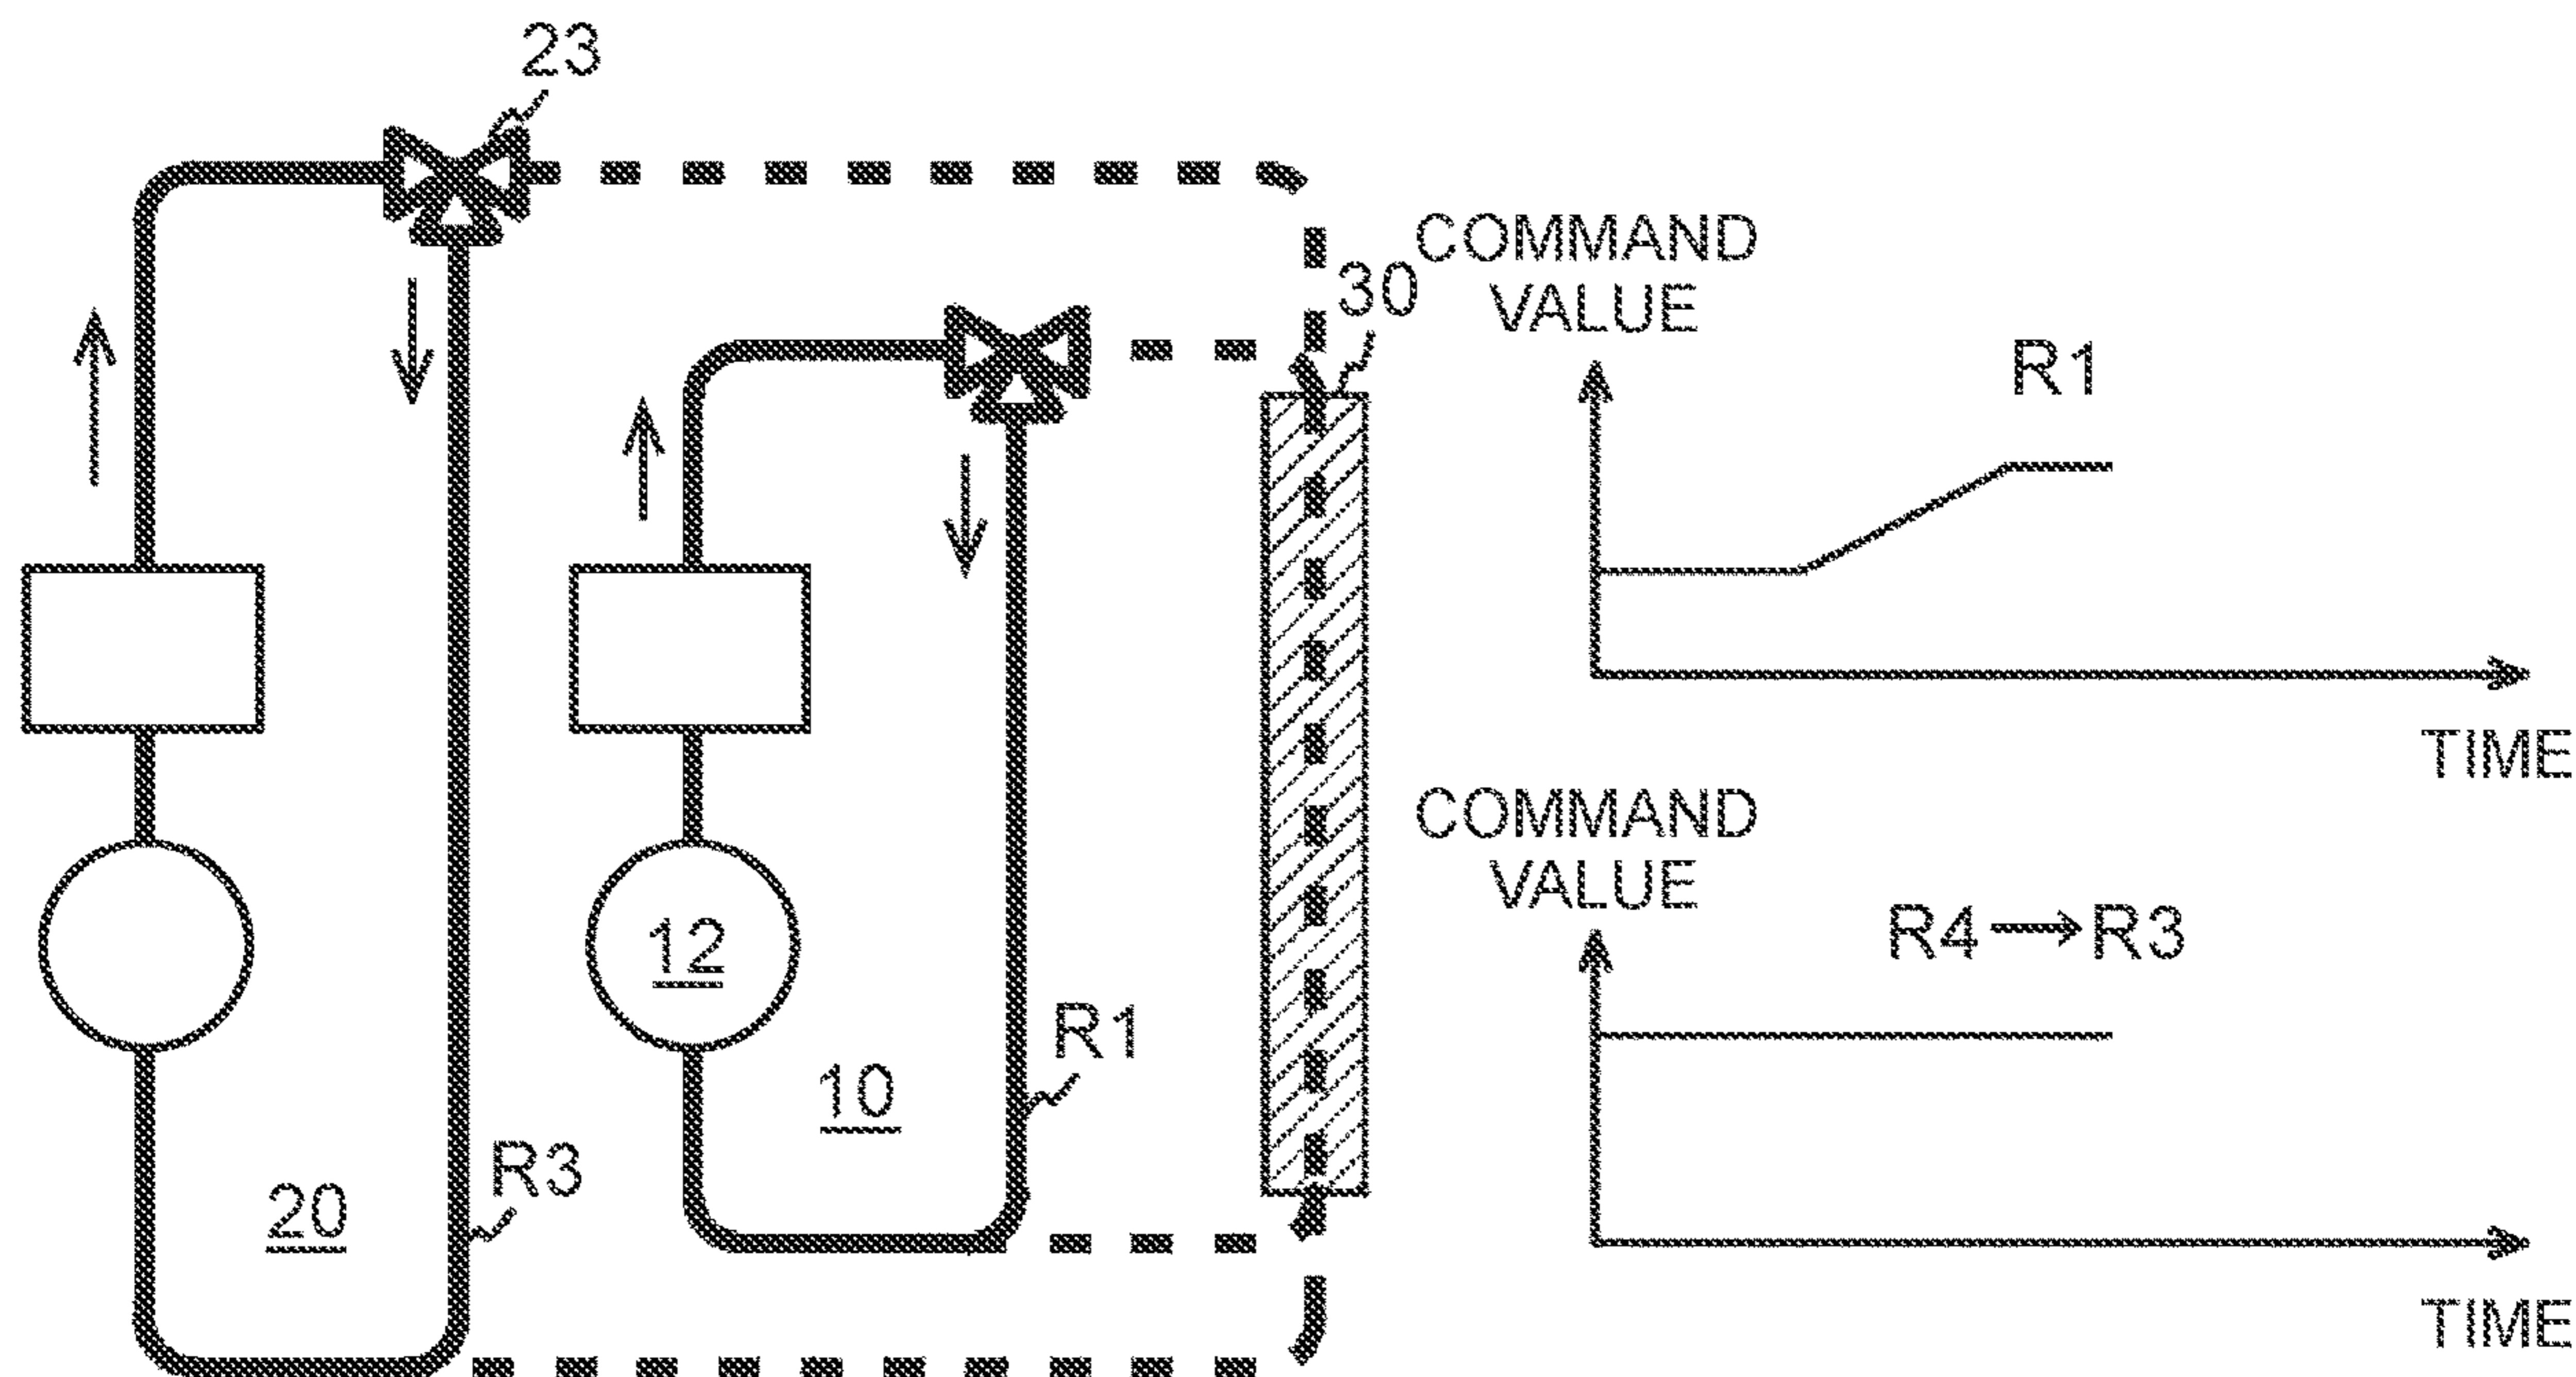 23
30
12
10
R1
20
R3
COMMAND
VALUE
R1
TIME
COMMAND
VALUE
R4→R3
TIME